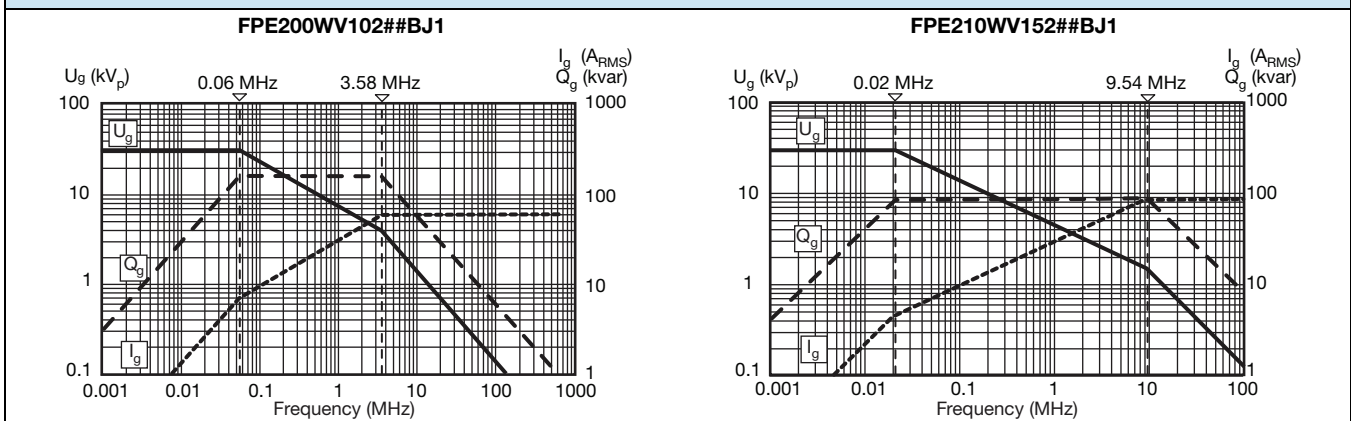 FPE200WV102##BJ1
Ug (kVp)
0.06 MHz
3.58 MHz
Ig (ARMS)
Qg (kvar)
100
10
1
0.1
Ug
Qg
Ig
1000
100
10
1
0.001 0.01 0.1 1 10 100 1000
Frequency (MHz)
FPE210WV152##BJ1
Ug (kVp)
0.02 MHz
9.54 MHz
Ig (ARMS)
Qg (kvar)
100
10
1
0.1
Ug
Qg
Ig
1000
100
10
1
0.001 0.01 0.1 1 10 100
Frequency (MHz)